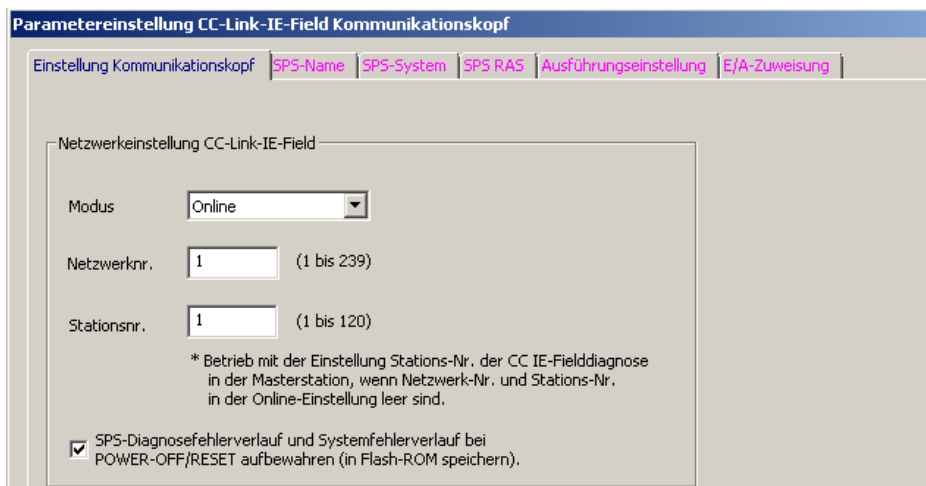 Parametereinstellung CC-Link-IE-Field Kommunikationskopf
Einstellung Kommunikationskopf SPS-Name SPS-System SPS RAS Ausführungseinstellung E/A-Zuweisung
Netzwerkeinstellung CC-Link-IE-Field
Modus Online
Netzwerknr. 1 (1 bis 239)
Stationsnr. 1 (1 bis 120)
* Betrieb mit der Einstellung Stations-Nr. der CC IE-Fielddiagnose
in der Masterstation, wenn Netzwerk-Nr. und Stations-Nr.
in der Online-Einstellung leer sind.
SPS-Diagnosefehlerverlauf und Systemfehlerverlauf bei
POWER-OFF/RESET aufbewahren (in Flash-ROM speichern).